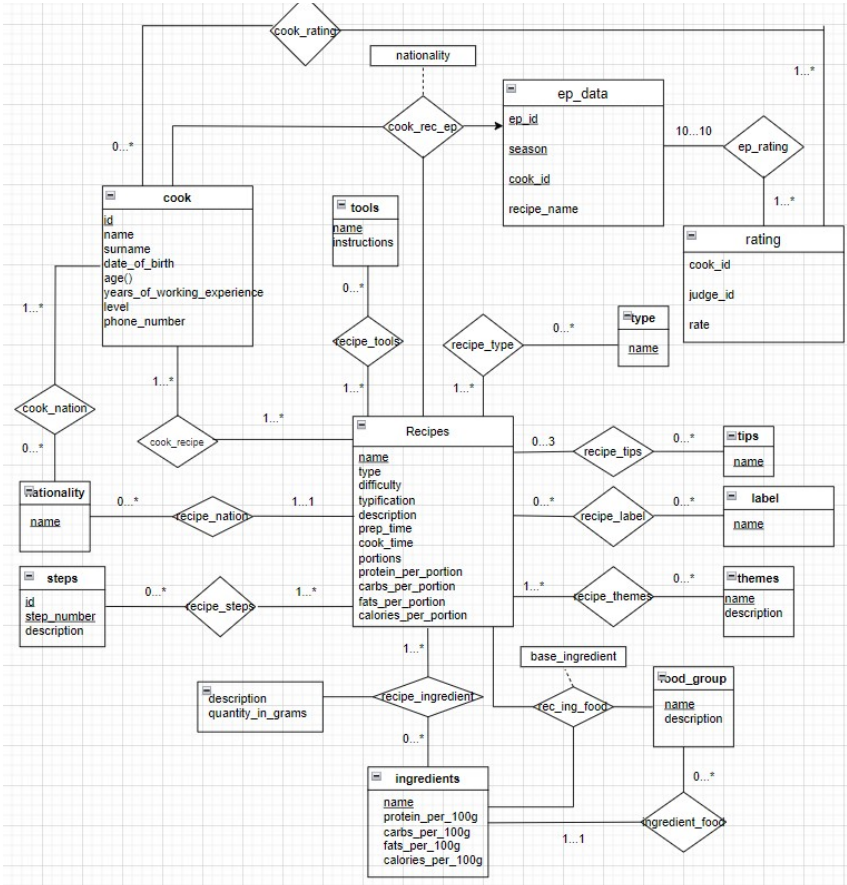 cook_rating
nationality
1...*
cook_rec_ep
ep_data
ep_id
season
cook_id
recipe_name
10...10
ep_rating
0...*
1...*
cook
id
name
surname
date_of_birth
age()
years_of_working_experience
level
phone_number
tools
name
instructions
rating
cook_id
judge_id
rate
1...*
0...*
recipe_tools
1...*
recipe_type
0...*
1...*
type
name
cook_nation
0...*
1...*
cook_recipe
1...*
Recipes
name
type
difficulty
typification
description
prep_time
cook_time
portions
protein_per_portion
carbs_per_portion
fats_per_portion
calories_per_portion
0...3
recipe_tips
0...*
tips
name
nationality
name
0...*
recipe_nation
1...1
0...*
recipe_label
0...*
label
name
steps
id
step_number
description
0...*
recipe_steps
1...*
1...*
recipe_themes
0...*
themes
name
description
1...*
base_ingredient
description
quantity_in_grams
recipe_ingredient
rec_ing_food
food_group
name
description
0...*
ingredients
name
protein_per_100g
carbs_per_100g
fats_per_100g
calories_per_100g
0...*
ingredient_food
1...1